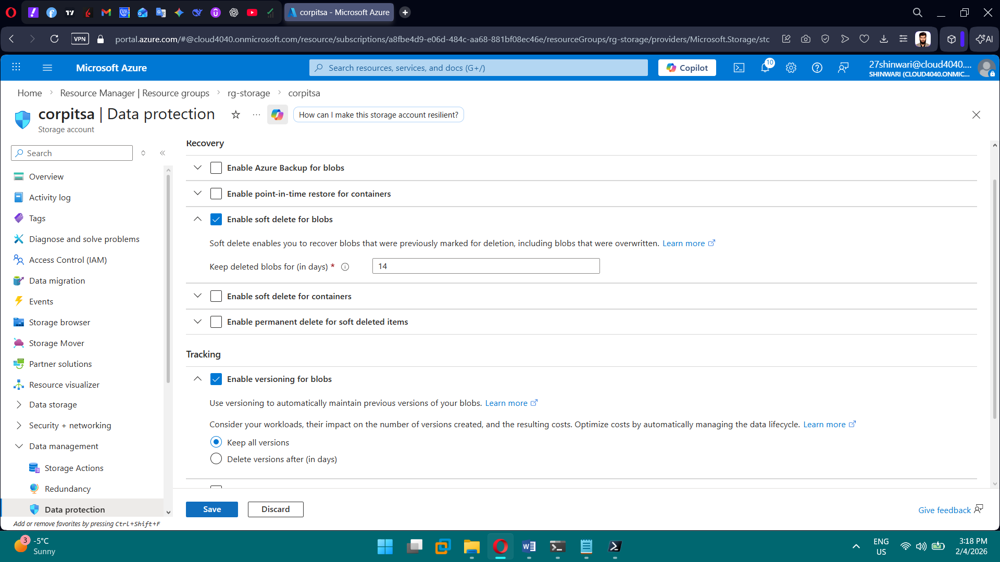 corpitsa - Microsoft Azure
VPN
portal.azure.com/#@cloud4040.onmicrosoft.com/resource/subscriptions/a8fbe4d9-e06d-484c-aa68-881bf08ec46e/resourceGroups/rg-storage/providers/Microsoft.Storage/stc
AI
Microsoft Azure
Search resources, services, and docs (G+/)
Copilot
10
27shinwari@cloud4040....
SHINWARI (CLOUD4040.ONMIC...
Home
Resource Manager | Resource groups
rg-storage
corpitsa
corpitsa | Data protection
How can I make this storage account resilient?
Storage account
Search
Overview
Activity log
Tags
Diagnose and solve problems
Access Control (IAM)
Data migration
Events
Storage browser
Storage Mover
Partner solutions
Resource visualizer
Data storage
Security + networking
Data management
Storage Actions
Redundancy
Data protection
Add or remove favorites by pressing Ctrl+Shift+F
Recovery
Enable Azure Backup for blobs
Enable point-in-time restore for containers
Enable soft delete for blobs
Soft delete enables you to recover blobs that were previously marked for deletion, including blobs that were overwritten. Learn more
Keep deleted blobs for (in days) *
14
Enable soft delete for containers
Enable permanent delete for soft deleted items
Tracking
Enable versioning for blobs
Use versioning to automatically maintain previous versions of your blobs. Learn more
Consider your workloads, their impact on the number of versions created, and the resulting costs. Optimize costs by automatically managing the data lifecycle. Learn more
Keep all versions
Delete versions after (in days)
Save
Discard
Give feedback
3
-5°C
Sunny
ENG
US
3:18 PM
2/4/2026